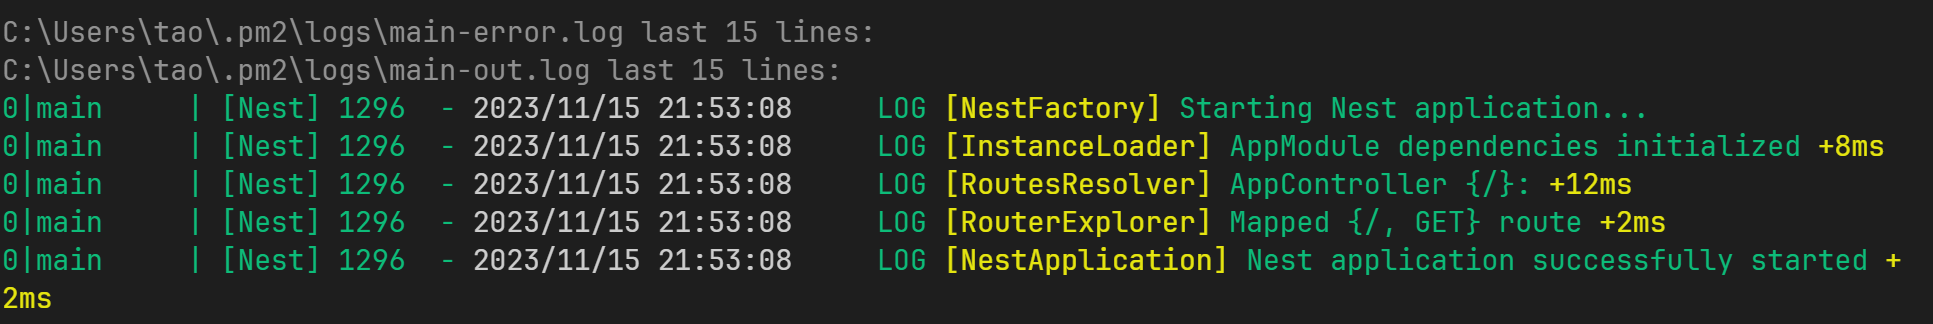 C:\Users\tao\.pm2\logs\main-error.log last 15 lines:
C:\Users\tao\.pm2\logs\main-out.log last 15 lines:
0|main     | [Nest] 1296  - 2023/11/15 21:53:08     LOG [NestFactory] Starting Nest application...
0|main     | [Nest] 1296  - 2023/11/15 21:53:08     LOG [InstanceLoader] AppModule dependencies initialized +8ms
0|main     | [Nest] 1296  - 2023/11/15 21:53:08     LOG [RoutesResolver] AppController {/}: +12ms
0|main     | [Nest] 1296  - 2023/11/15 21:53:08     LOG [RouterExplorer] Mapped {/, GET} route +2ms
0|main     | [Nest] 1296  - 2023/11/15 21:53:08     LOG [NestApplication] Nest application successfully started +
2ms